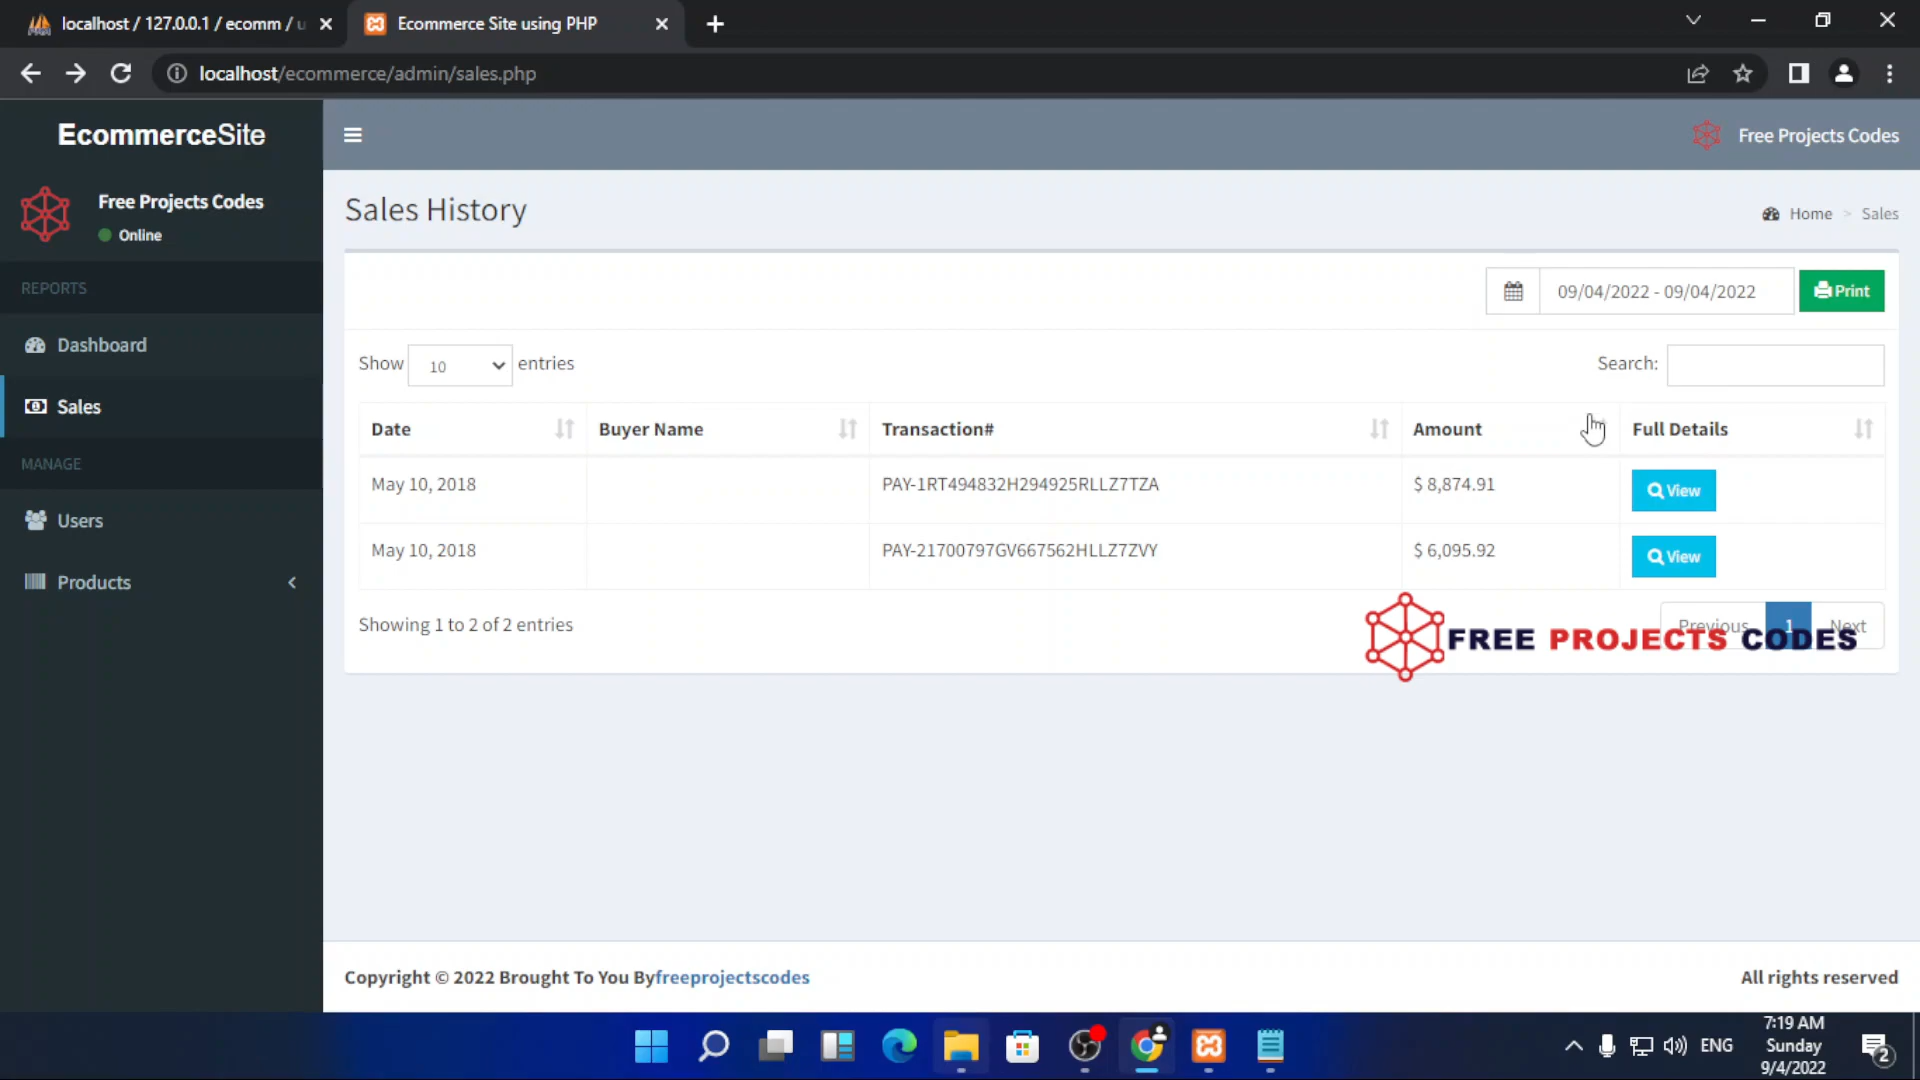 localhost / 127.0.0.1 / ecomm / u
Ecommerce Site using PHP
localhost/ecommerce/admin/sales.php
EcommerceSite
Free Projects Codes
Free Projects Codes
Online
Sales History
Home > Sales
REPORTS
09/04/2022 - 09/04/2022
Print
Dashboard
Show 10 entries
Search:
Sales
Date Buyer Name Transaction# Amount Full Details
MANAGE
May 10, 2018 PAY-1RT494832H294925RLLZ7TZA $ 8,874.91 View
Users
May 10, 2018 PAY-21700797GV667562HLLZ7ZVY $ 6,095.92 View
Products
Showing 1 to 2 of 2 entries
Previous 1 Next
FREE PROJECTS CODES
Copyright © 2022 Brought To You Byfreeprojectscodes
All rights reserved
ENG
7:19 AM
Sunday
9/4/2022
2